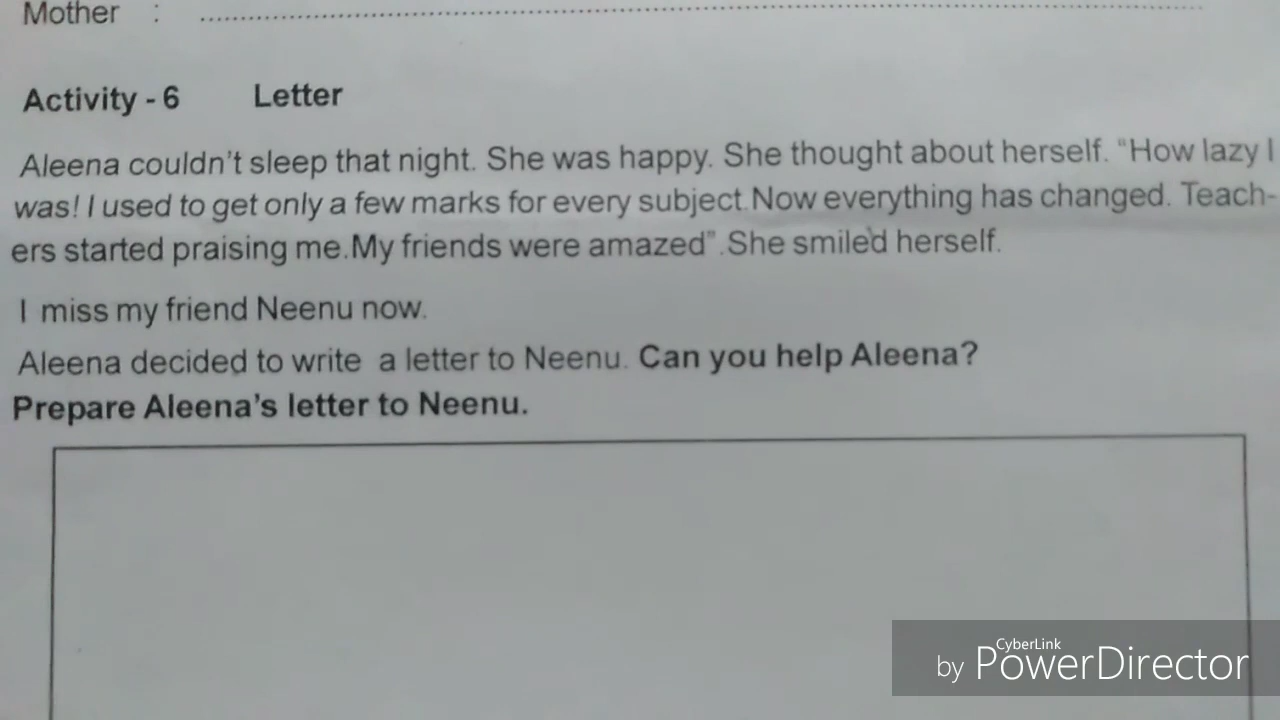 Mother : ........................................................................
Activity - 6 Letter
Aleena couldn't sleep that night. She was happy. She thought about herself. "How lazy I
was! I used to get only a few marks for every subject.Now everything has changed. Teach-
ers started praising me.My friends were amazed".She smiled herself.
I miss my friend Neenu now.
Aleena decided to write a letter to Neenu. Can you help Aleena?
Prepare Aleena's letter to Neenu.
CyberLink
by PowerDirector